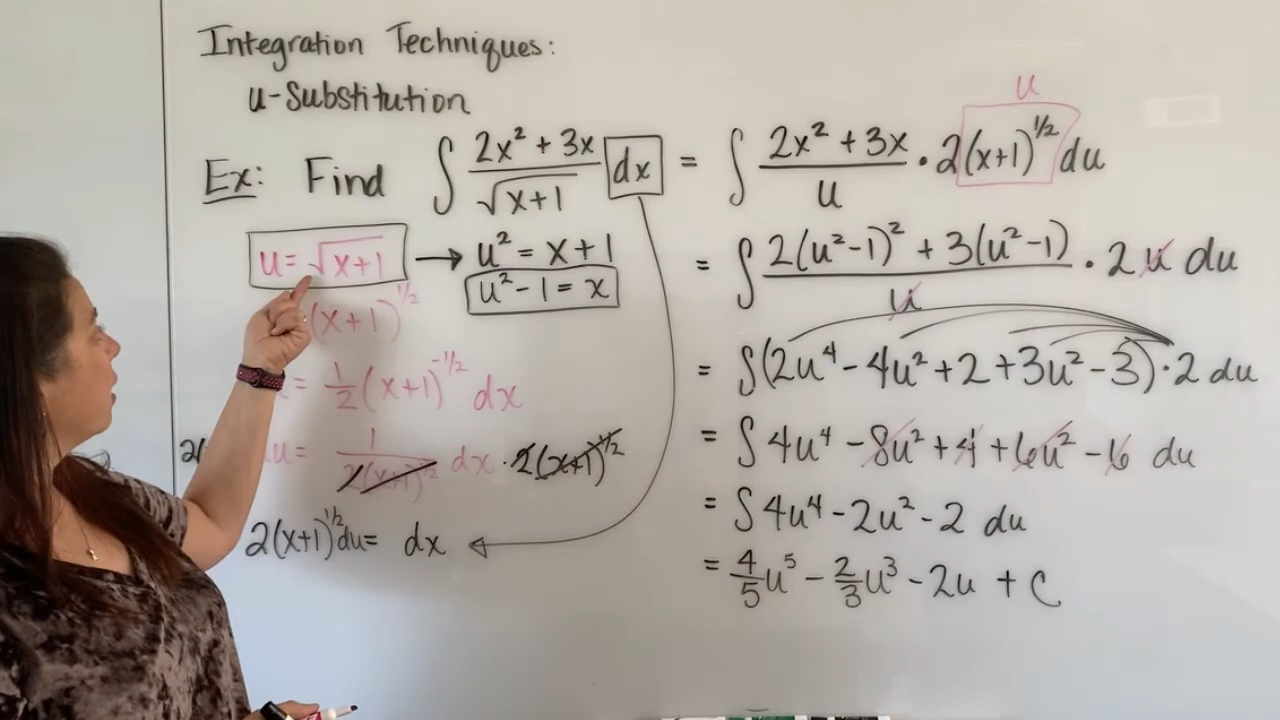 Integration Techniques:
u-Substitution
Ex: Find ∫ (2x² + 3x)/√(x+1) dx = ∫ (2x² + 3x)/u · 2(x+1)^(1/2) du
u
u = √(x+1) → u² = x + 1
u² - 1 = x
(x+1)^(1/2)
= 1/2 (x+1)^(-1/2) dx
u = 1/(2(x+1)^(1/2)) dx · 2(x+1)^(1/2)
2(x+1)^(1/2) du = dx
= ∫ (2(u²-1)² + 3(u²-1))/u · 2u du
= ∫(2u⁴ - 4u² + 2 + 3u² - 3) · 2 du
= ∫ 4u⁴ - 8u² + 4 + 6u² - 6 du
= ∫ 4u⁴ - 2u² - 2 du
= 4/5 u⁵ - 2/3 u³ - 2u + C